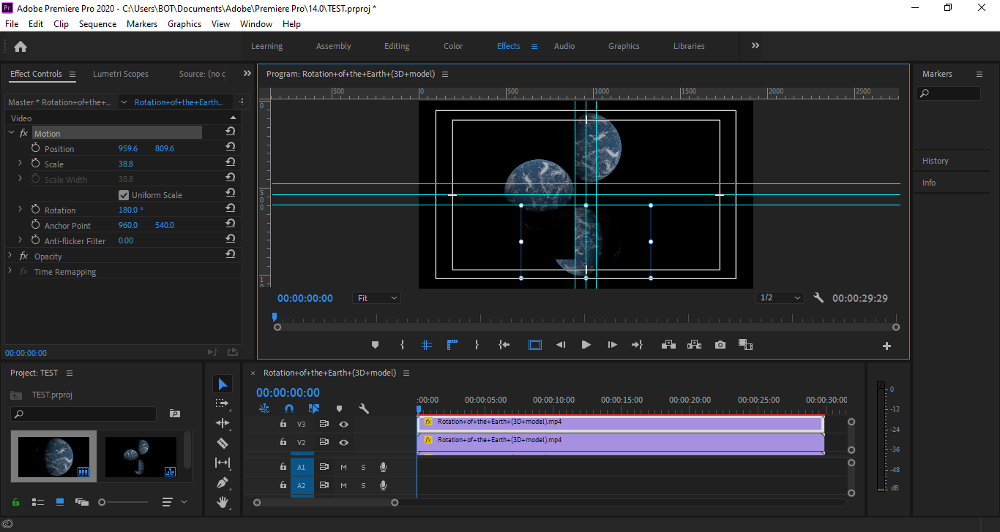 Pr Adobe Premiere Pro 2020 - C:\Users\BOT\Documents\Adobe\Premiere Pro\14.0\TEST.prproj *
File Edit Clip Sequence Markers Graphics View Window Help
Learning Assembly Editing Color Effects Audio Graphics Libraries
Effect Controls Lumetri Scopes Source: (no c
Master * Rotation+of+the+... Rotation+of+the+Earth...
Video
fx Motion
Position 959.6 809.6
Scale 38.8
Scale Width 38.8
Uniform Scale
Rotation 180.0 °
Anchor Point 960.0 540.0
Anti-flicker Filter 0.00
fx Opacity
fx Time Remapping
00:00:00:00
Program: Rotation+of+the+Earth+(3D+model)
500 0 500 1000 1500 2000 2500
0
500
1
00:00:00:00 Fit 1/2 00:00:29:29
Markers
History
Info
Project: TEST
TEST.prproj
× Rotation+of+the+Earth+(3D+model)
00:00:00:00
:00:00 00:00:05:00 00:00:10:00 00:00:15:00 00:00:20:00 00:00:25:00 00:00:30:00
V3 fx Rotation+of+the+Earth+(3D+model).mp4
V2 fx Rotation+of+the+Earth+(3D+model).mp4
A1 M S
A2 M S
0
-12
-24
-36
-48
dB